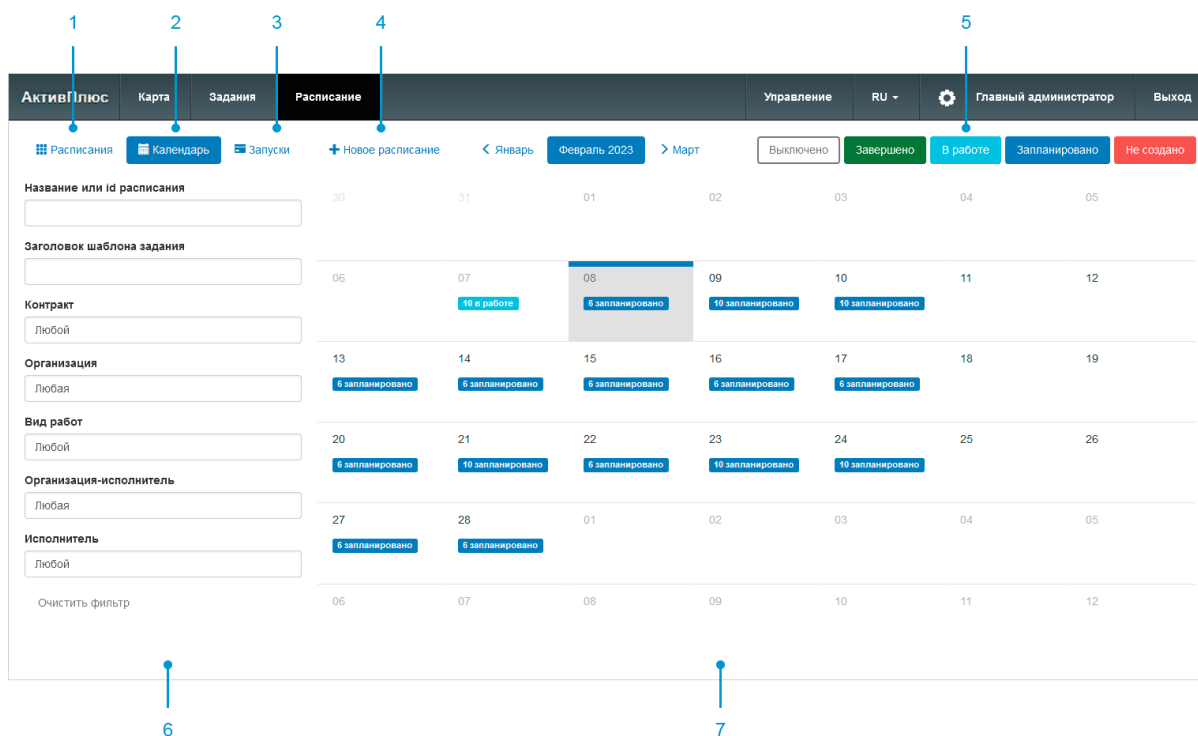 1 2 3 4 5
АктивПлюс Карта Задания Расписание Управление RU Главный администратор Выход
Расписания Календарь Запуски Новое расписание Январь Февраль 2023 Март Выключено Завершено В работе Запланировано Не создано
Название или id расписания
30 31 01 02 03 04 05
Заголовок шаблона задания
06 07 08 09 10 11 12
10 в работе 6 запланировано 10 запланировано 10 запланировано
Контракт
Любой
13 14 15 16 17 18 19
Организация
Любая
6 запланировано 6 запланировано 6 запланировано 6 запланировано 6 запланировано
Вид работ
Любой
20 21 22 23 24 25 26
6 запланировано 10 запланировано 6 запланировано 10 запланировано 10 запланировано
Организация-исполнитель
Любая
27 28 01 02 03 04 05
Исполнитель
6 запланировано 6 запланировано
Любой
Очистить фильтр
06 07 08 09 10 11 12
6 7